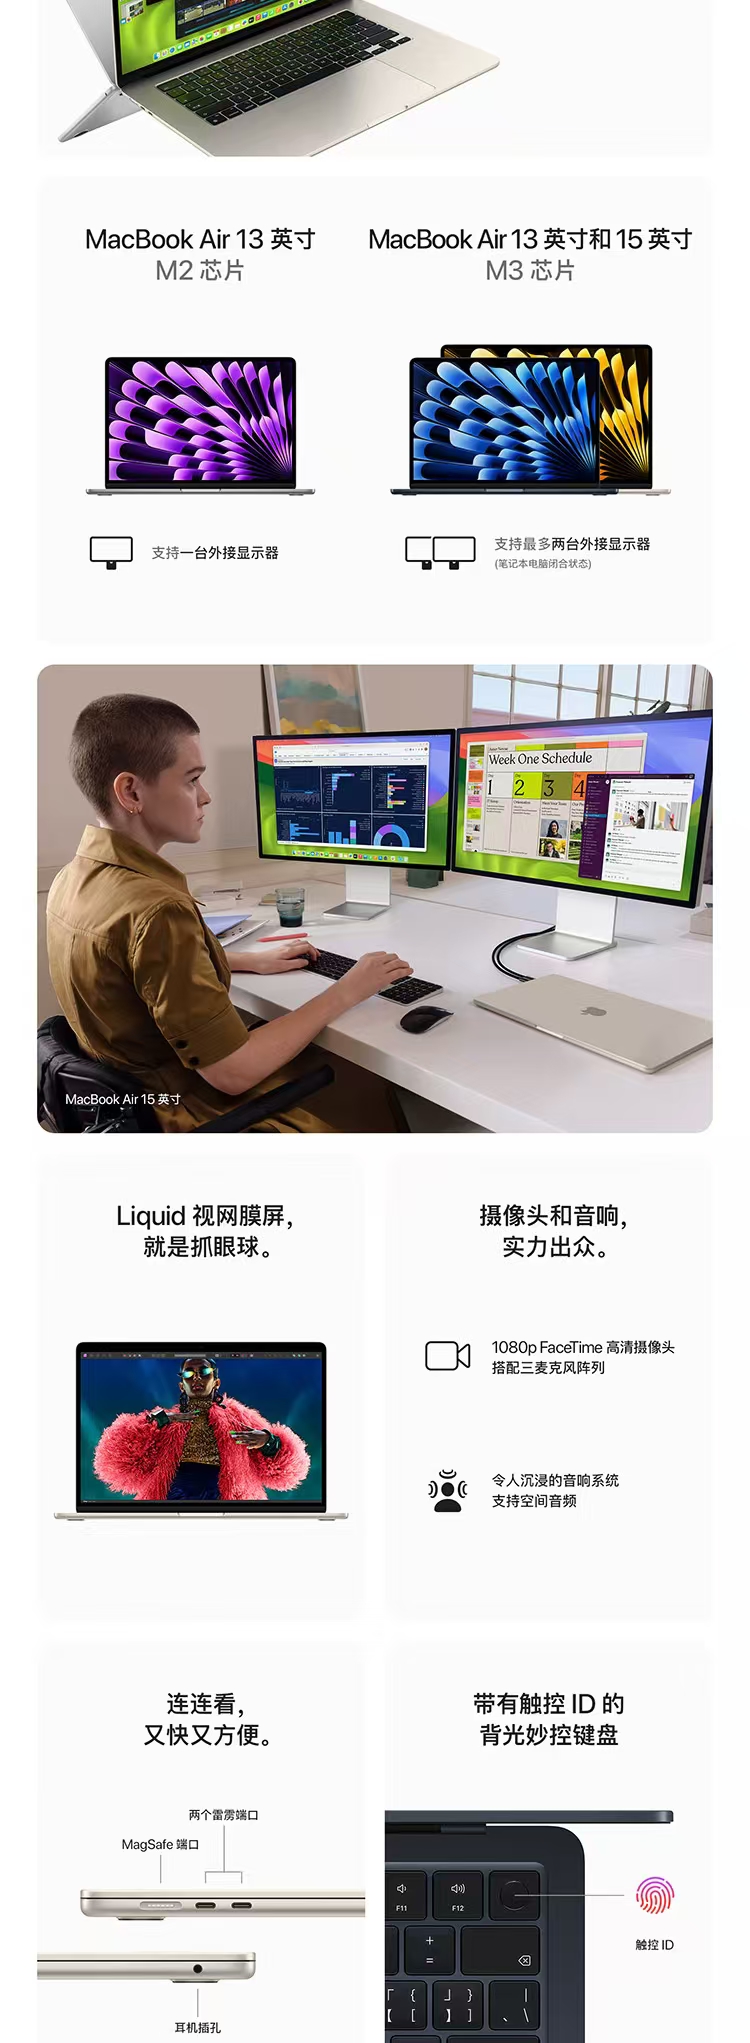 MacBook Air 13 英寸
M2 芯片
MacBook Air 13 英寸和 15 英寸
M3 芯片
支持一台外接显示器
支持最多两台外接显示器
(笔记本电脑闭合状态)
Week One Schedule
1
2
3
4
MacBook Air 15 英寸
Liquid 视网膜屏，
就是抓眼球。
摄像头和音响，
实力出众。
1080p FaceTime 高清摄像头
搭配三麦克风阵列
令人沉浸的音响系统
支持空间音频
连连看，
又快又方便。
两个雷雳端口
MagSafe 端口
耳机插孔
带有触控 ID 的
背光妙控键盘
F11
F12
+
=
触控 ID
「 {
【 [
」 }
】 ]
|
、 \